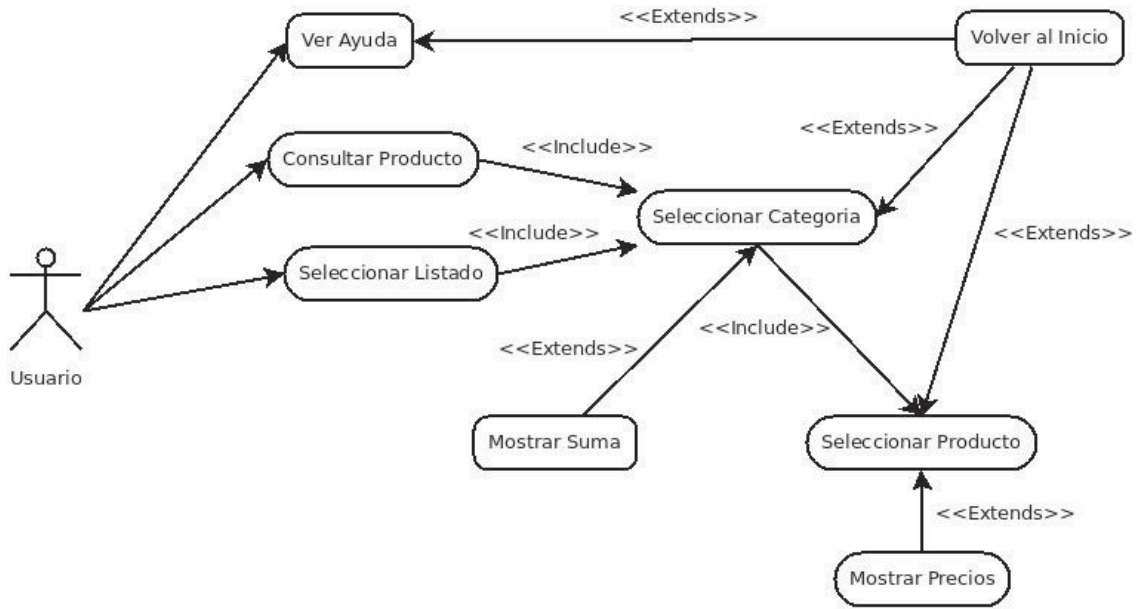 <<Extends>>
Ver Ayuda
Volver al Inicio
<<Extends>>
<<Include>>
Consultar Producto
Seleccionar Categoria
<<Include>>
<<Extends>>
Seleccionar Listado
<<Include>>
<<Extends>>
Usuario
Mostrar Suma
Seleccionar Producto
<<Extends>>
Mostrar Precios